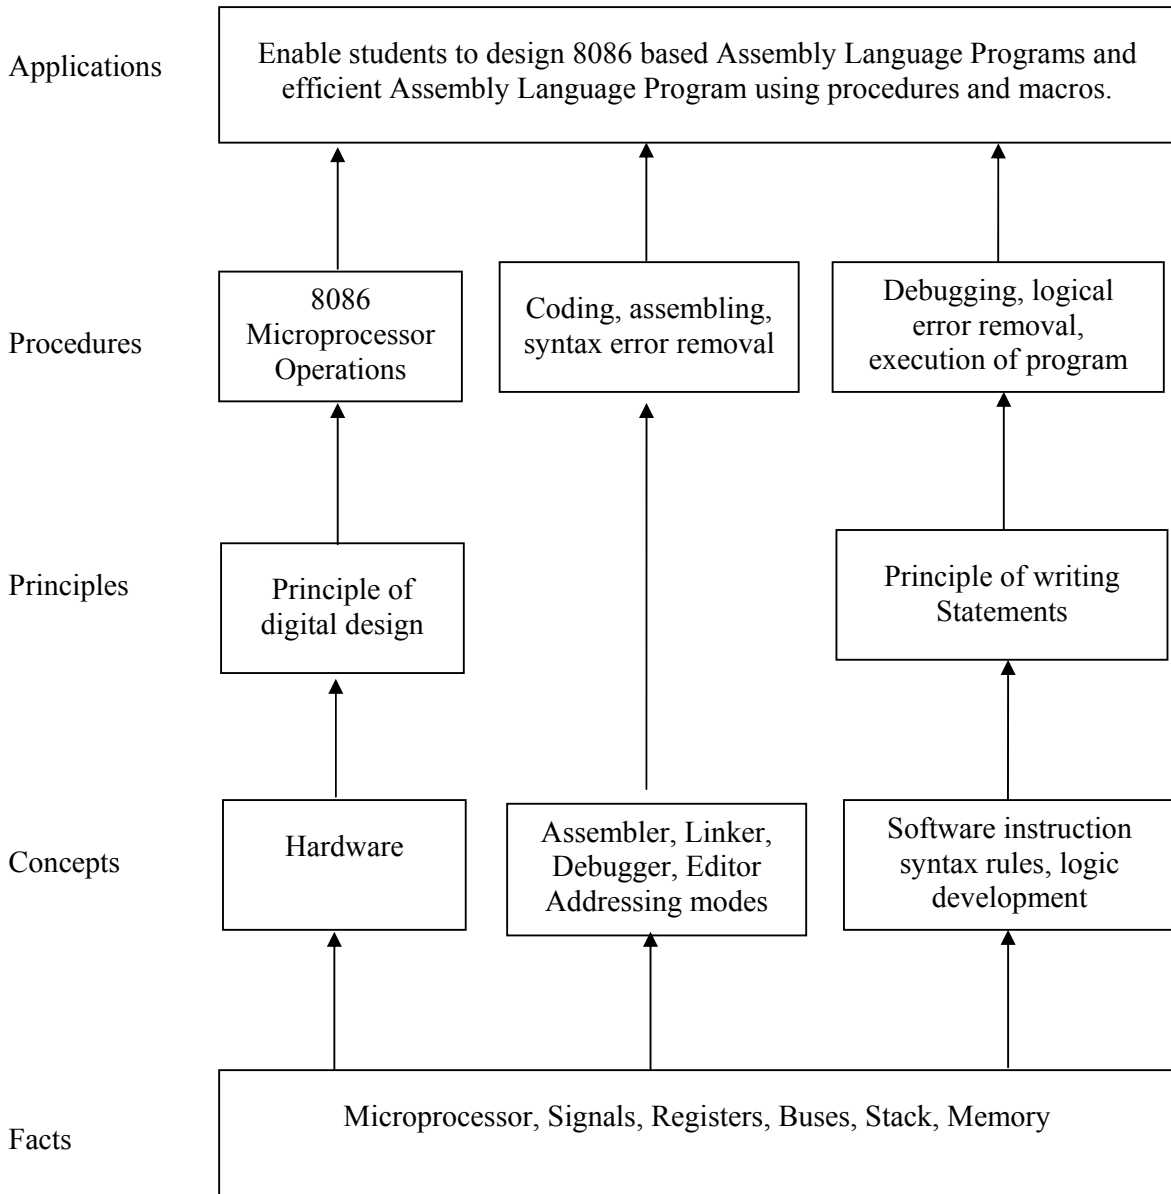 Applications
Enable students to design 8086 based Assembly Language Programs and
efficient Assembly Language Program using procedures and macros.
Procedures
8086
Microprocessor
Operations
Coding, assembling,
syntax error removal
Debugging, logical
error removal,
execution of program
Principles
Principle of
digital design
Principle of writing
Statements
Concepts
Hardware
Assembler, Linker,
Debugger, Editor
Addressing modes
Software instruction
syntax rules, logic
development
Facts
Microprocessor, Signals, Registers, Buses, Stack, Memory